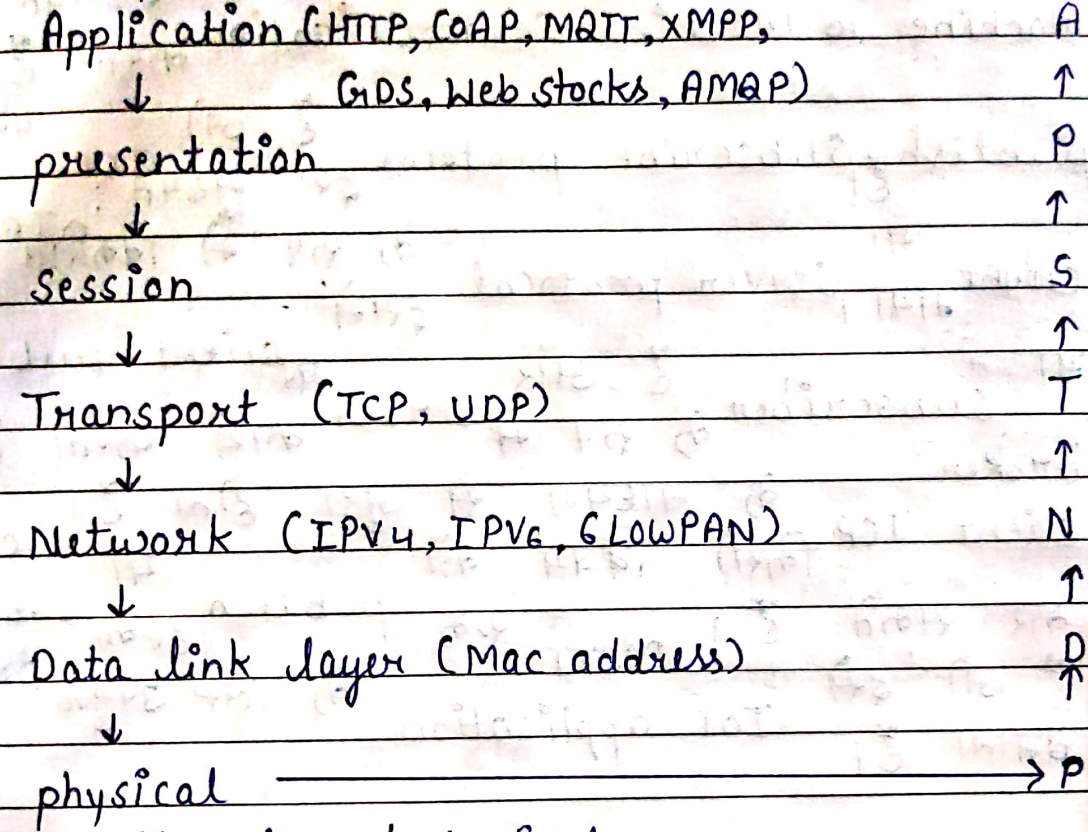 Application (HTTP, COAP, MQTT, XMPP, A
↓ GDS, Web stocks, AMQP) ↑
presentation P
↓ ↑
Session S
↓ ↑
Transport (TCP, UDP) T
↓ ↑
Network (IPV4, IPV6, 6LOWPAN) N
↓ ↑
Data link layer (Mac address) D
↓ ↑
physical → P